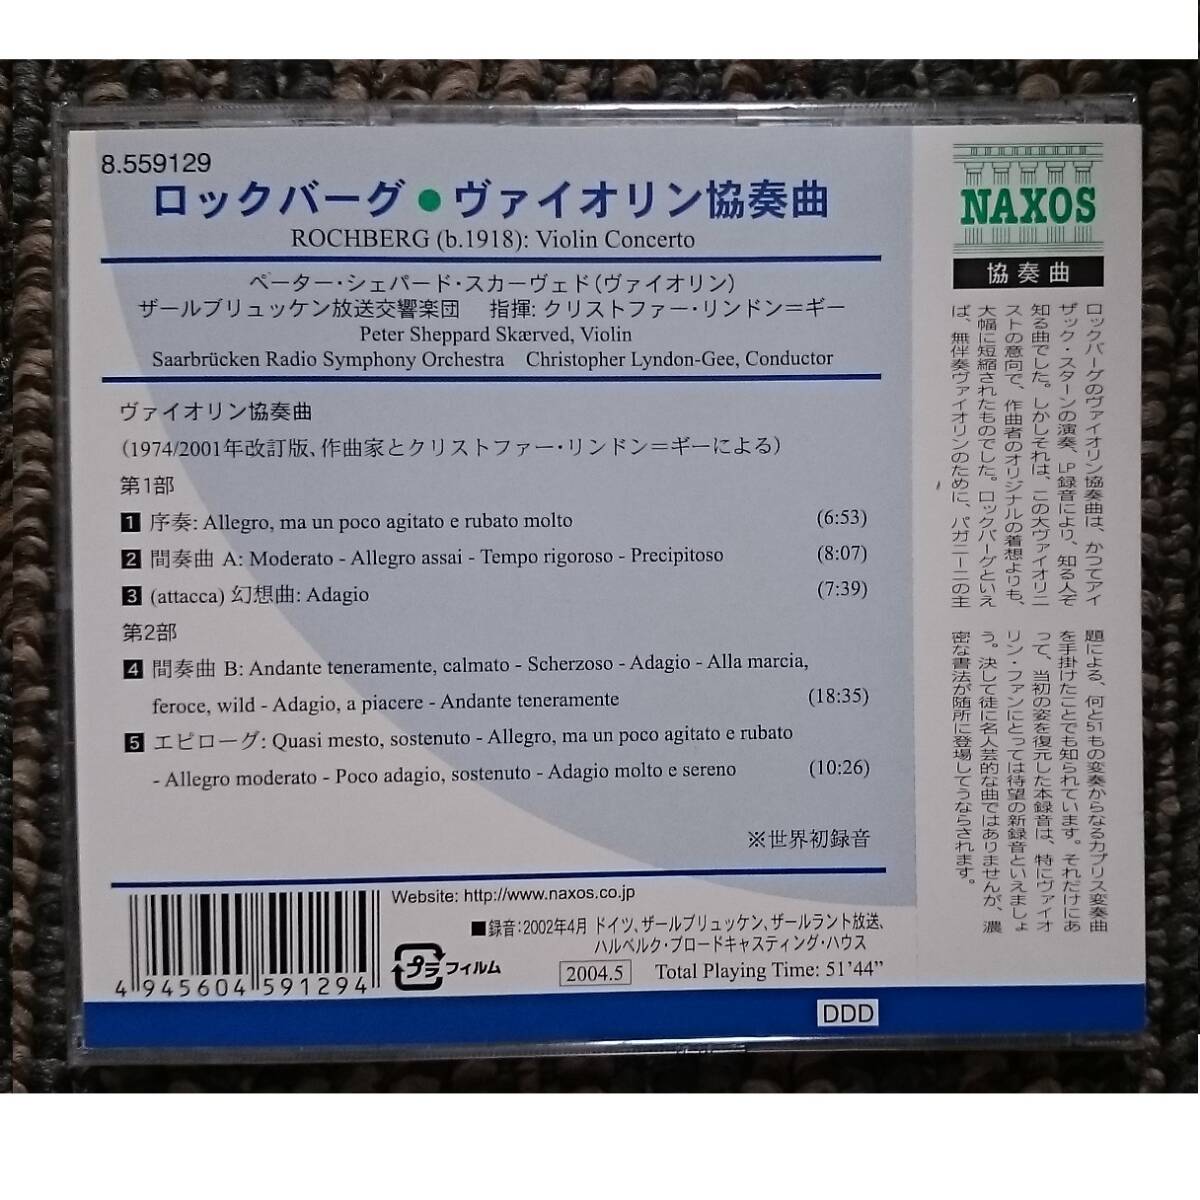 8.559129
ロックバーグ●ヴァイオリン協奏曲
ROCHBERG (b.1918): Violin Concerto
ペーター・シェパード・スカーヴェド(ヴァイオリン)
ザールブリュッケン放送交響楽団 指揮: クリストファー・リンドン=ギー
Peter Sheppard Skærved, Violin
Saarbrücken Radio Symphony Orchestra Christopher Lyndon-Gee, Conductor
ヴァイオリン協奏曲
(1974/2001年改訂版、作曲家とクリストファー・リンドン=ギーによる)
第1部
1 序奏: Allegro, ma un poco agitato e rubato molto (6:53)
2 間奏曲 A: Moderato - Allegro assai - Tempo rigoroso - Precipitoso (8:07)
3 (attacca) 幻想曲: Adagio (7:39)
第2部
4 間奏曲 B: Andante teneramente, calmato - Scherzoso - Adagio - Alla marcia,
feroce, wild - Adagio, a piacere - Andante teneramente (18:35)
5 エピローグ: Quasi mesto, sostenuto - Allegro, ma un poco agitato e rubato
- Allegro moderato - Poco adagio, sostenuto - Adagio molto e sereno (10:26)
※世界初録音
Website: http://www.naxos.co.jp
■録音:2002年4月 ドイツ、ザールブリュッケン、ザールラント放送、
ハルベルク・ブロードキャスティング・ハウス
4 945604 591294
プラ フィルム
2004.5 Total Playing Time: 51'44"
DDD
NAXOS
協奏曲
ロックバーグのヴァイオリン協奏曲は、かつてアイ
ザック・スターンの演奏、LP録音により、知る人ぞ
知る曲でした。しかしそれは、この大ヴァイオリニ
ストの意向で、作曲者のオリジナルの着想よりも、
大幅に短縮されたものでした。ロックバーグといえ
ば、無伴奏ヴァイオリンのために、パガニーニの主
題による、何と51もの変奏からなるカプリス変奏曲
を手掛けたことでも知られています。それだけにあ
って、当初の姿を復元した本録音は、特にヴァイオ
リン・ファンにとっては待望の新録音といえましょ
う。決して徒に名人芸的な曲ではありませんが、濃
密な書法が随所に登場してうならされます。